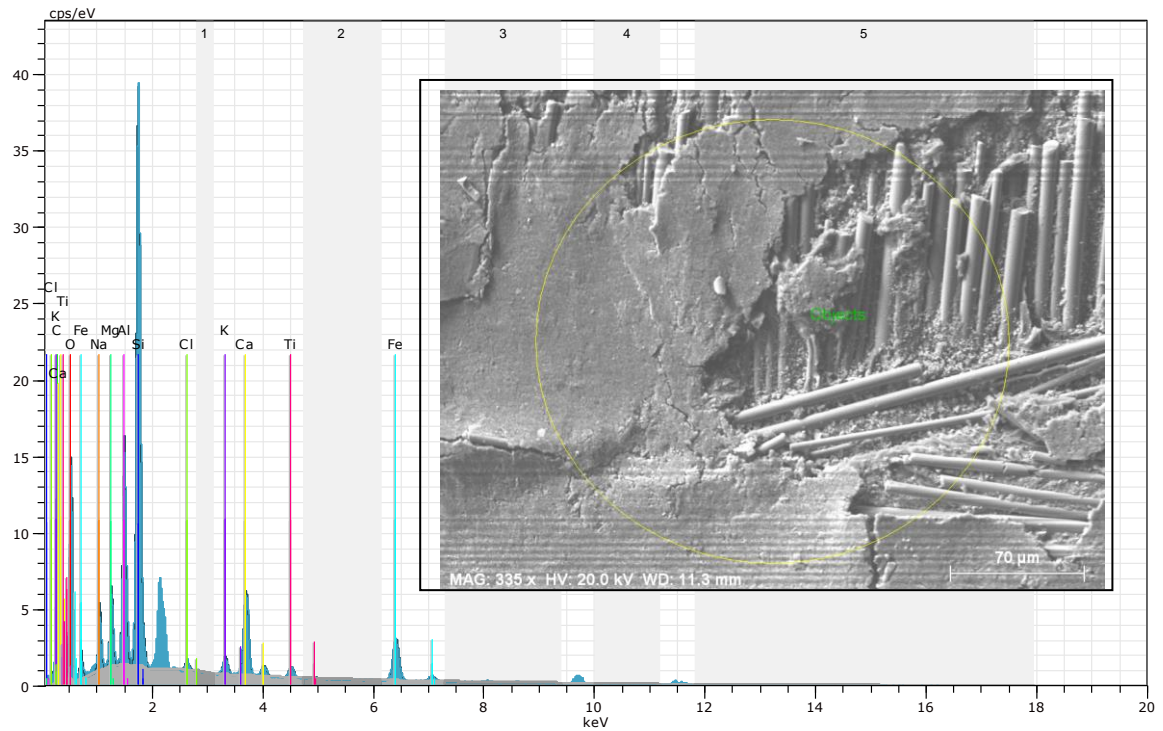 cps/eV
1 2 3 4 5
40
35
30
25
20
15
10
5
0
Cl
Ti
K
C Fe MgAl K
O Na Si Cl Ca Ti Fe
Ca
Objects
70 µm
MAG: 335 x HV: 20.0 kV WD: 11.3 mm
2 4 6 8 10 12 14 16 18 20
keV